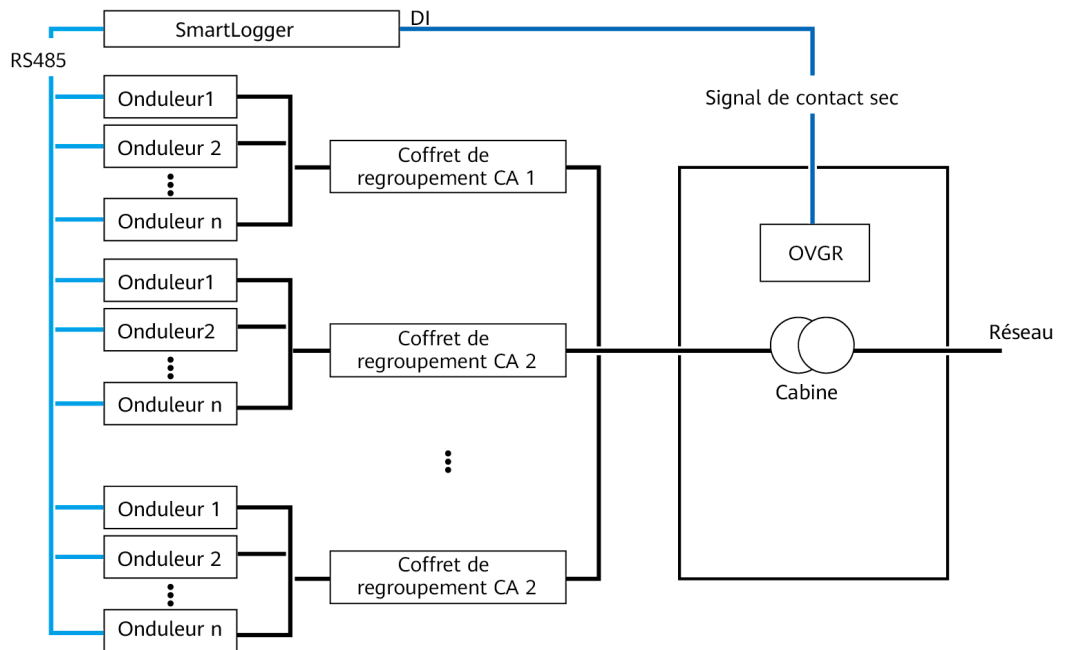 SmartLogger
DI
RS485
Onduleur1
Onduleur 2
Onduleur n
Coffret de
regroupement CA 1
Signal de contact sec
OVGR
Onduleur1
Onduleur2
Onduleur n
Coffret de
regroupement CA 2
Réseau
Cabine
Onduleur 1
Onduleur 2
Onduleur n
Coffret de
regroupement CA 2